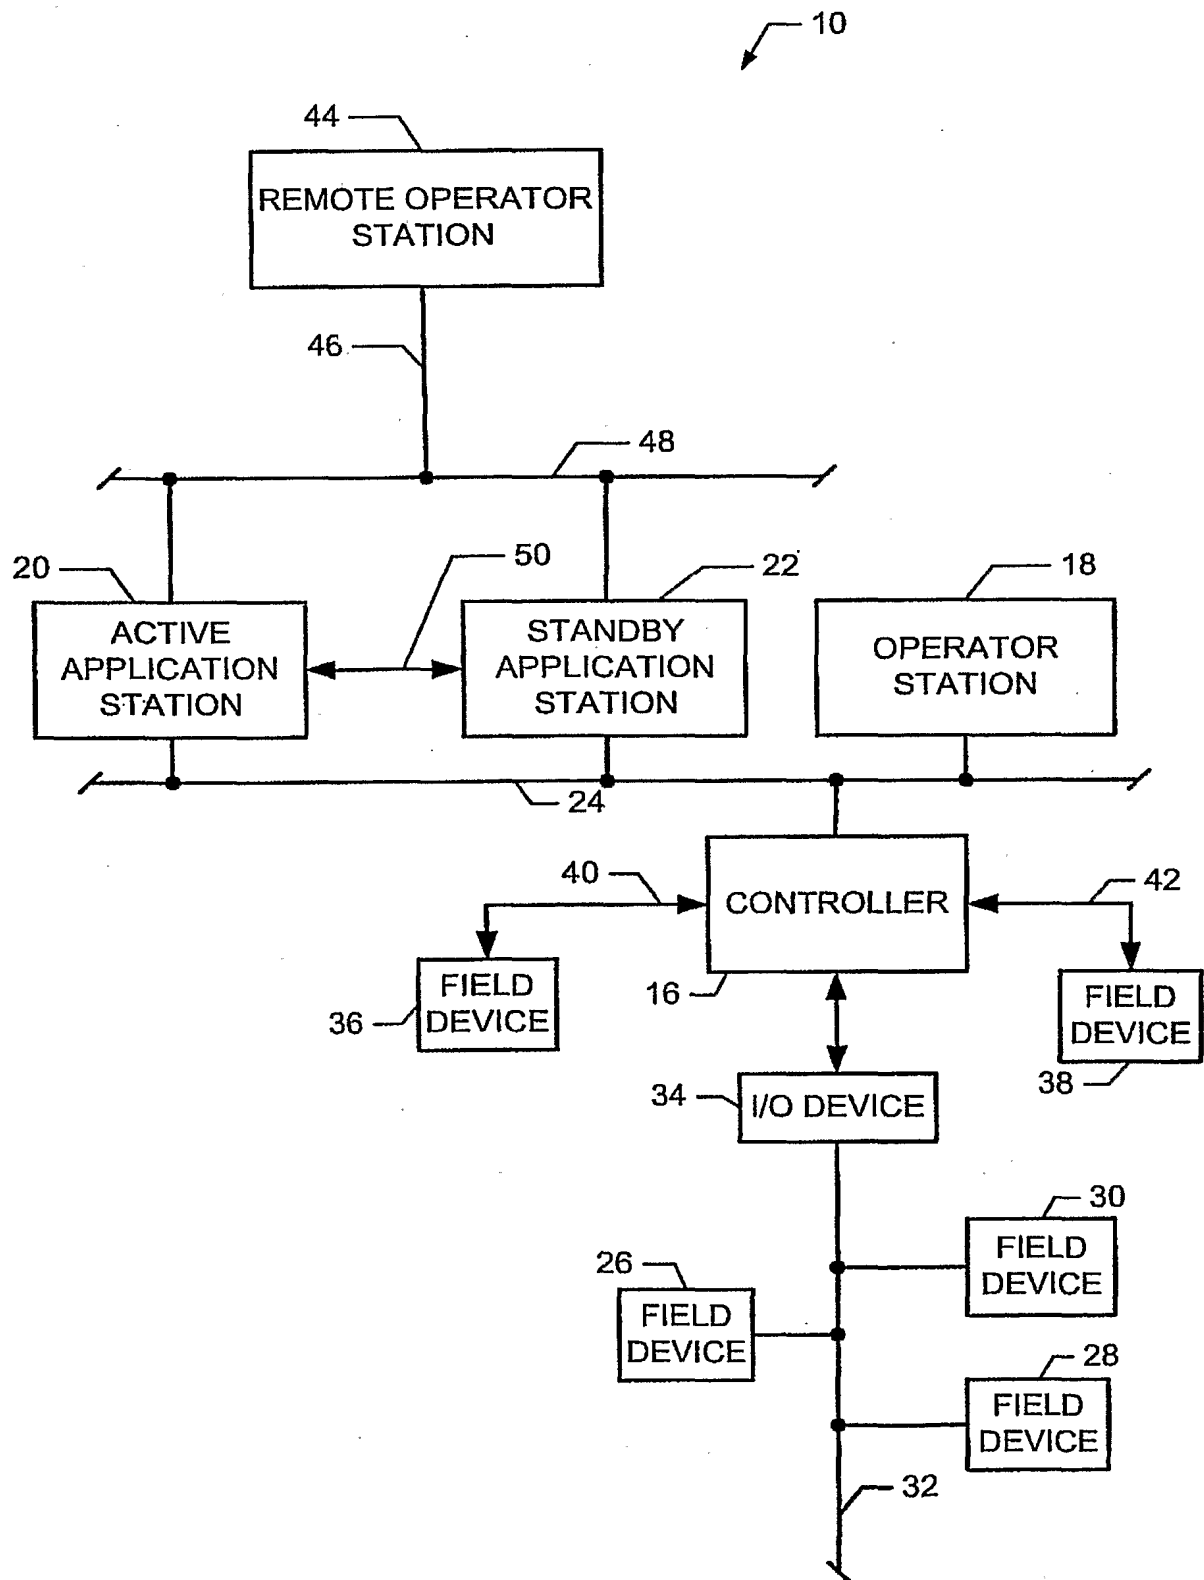 10
44
REMOTE OPERATOR
STATION
46
48
20
50
22
18
ACTIVE
APPLICATION
STATION
STANDBY
APPLICATION
STATION
OPERATOR
STATION
24
40
CONTROLLER
42
36
FIELD
DEVICE
16
FIELD
DEVICE
38
34
I/O DEVICE
30
FIELD
DEVICE
26
FIELD
DEVICE
28
FIELD
DEVICE
32